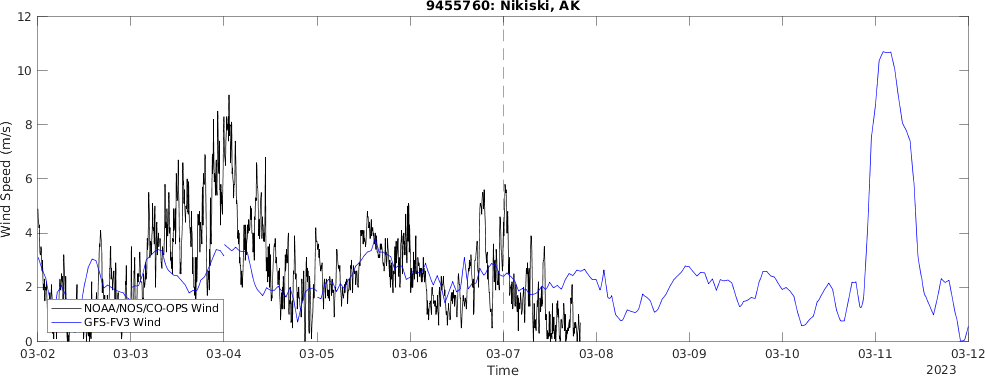 9455760: Nikiski, AK
Wind Speed (m/s)
12
10
8
6
4
2
0
NOAA/NOS/CO-OPS Wind
GFS-FV3 Wind
03-02 03-03 03-04 03-05 03-06 03-07 03-08 03-09 03-10 03-11 03-12
Time
2023